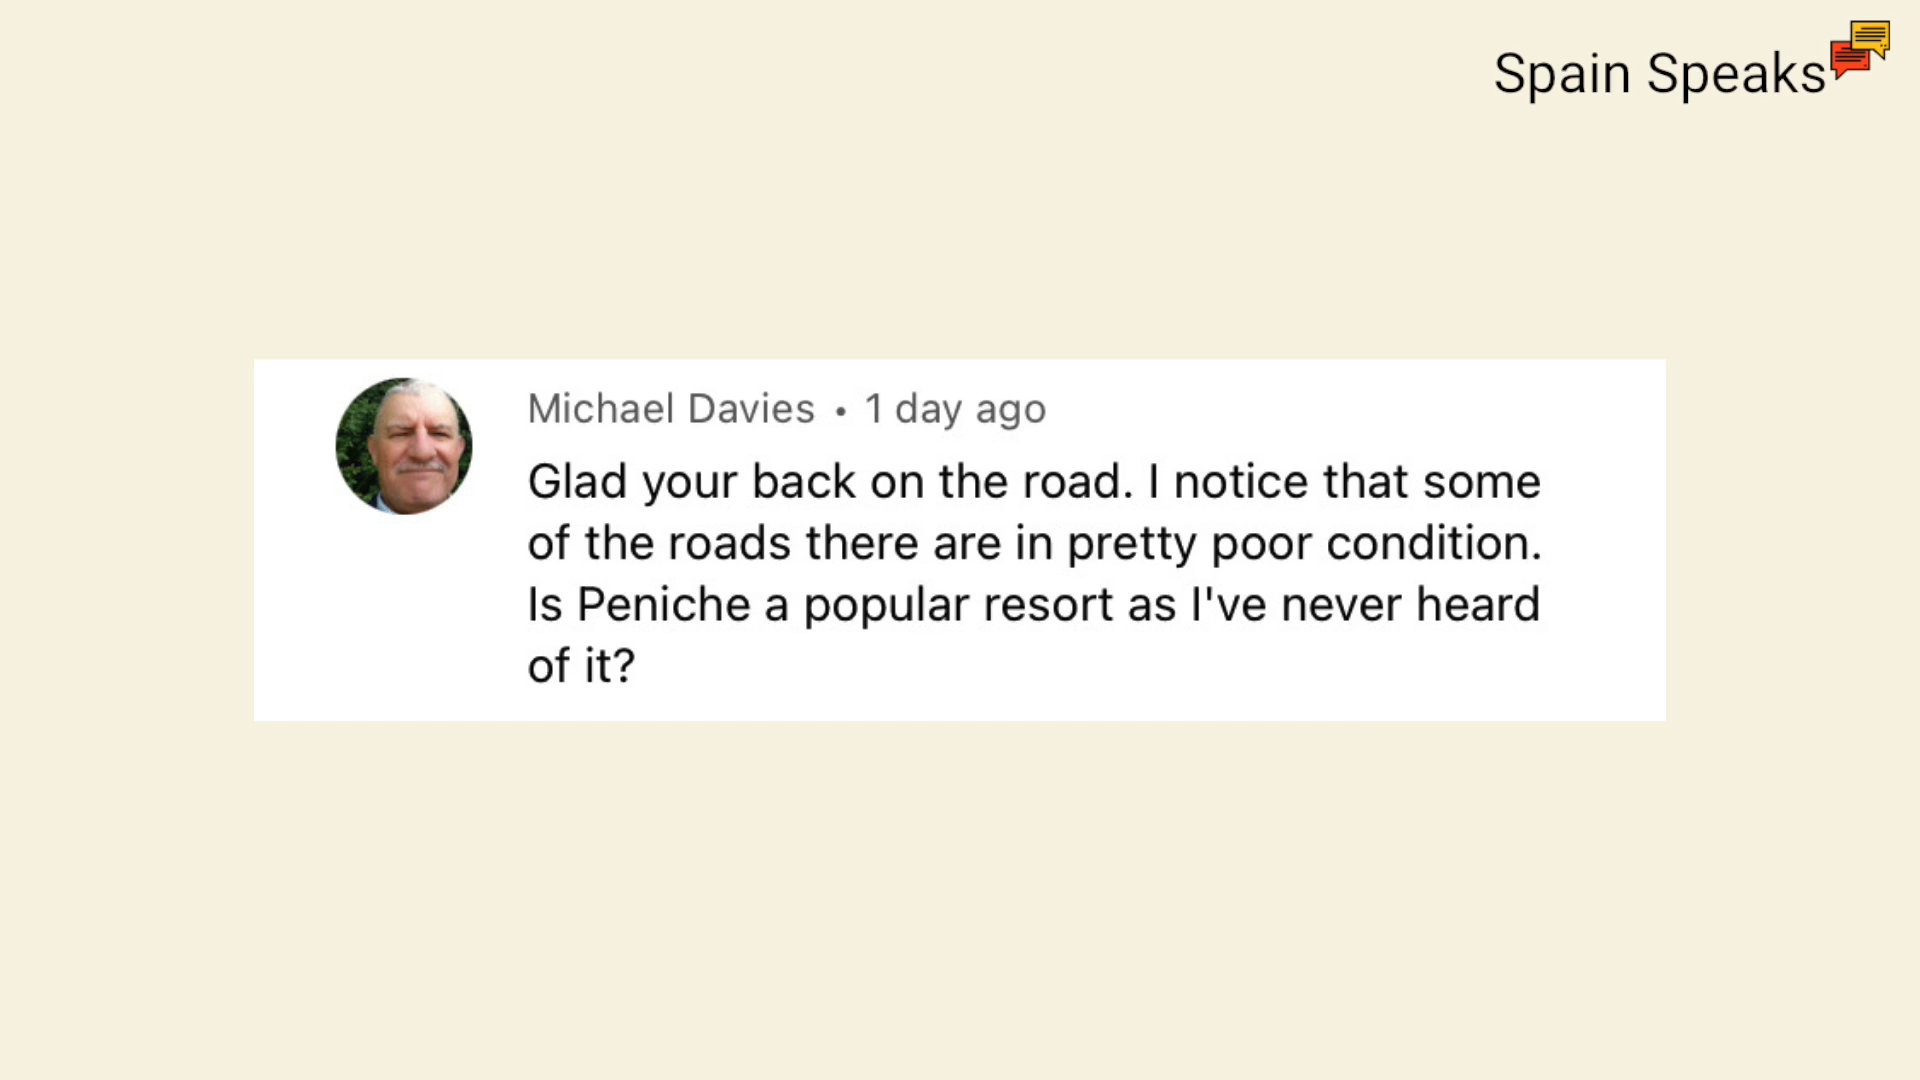 Spain Speaks
Michael Davies • 1 day ago
Glad your back on the road. I notice that some
of the roads there are in pretty poor condition.
Is Peniche a popular resort as I've never heard
of it?